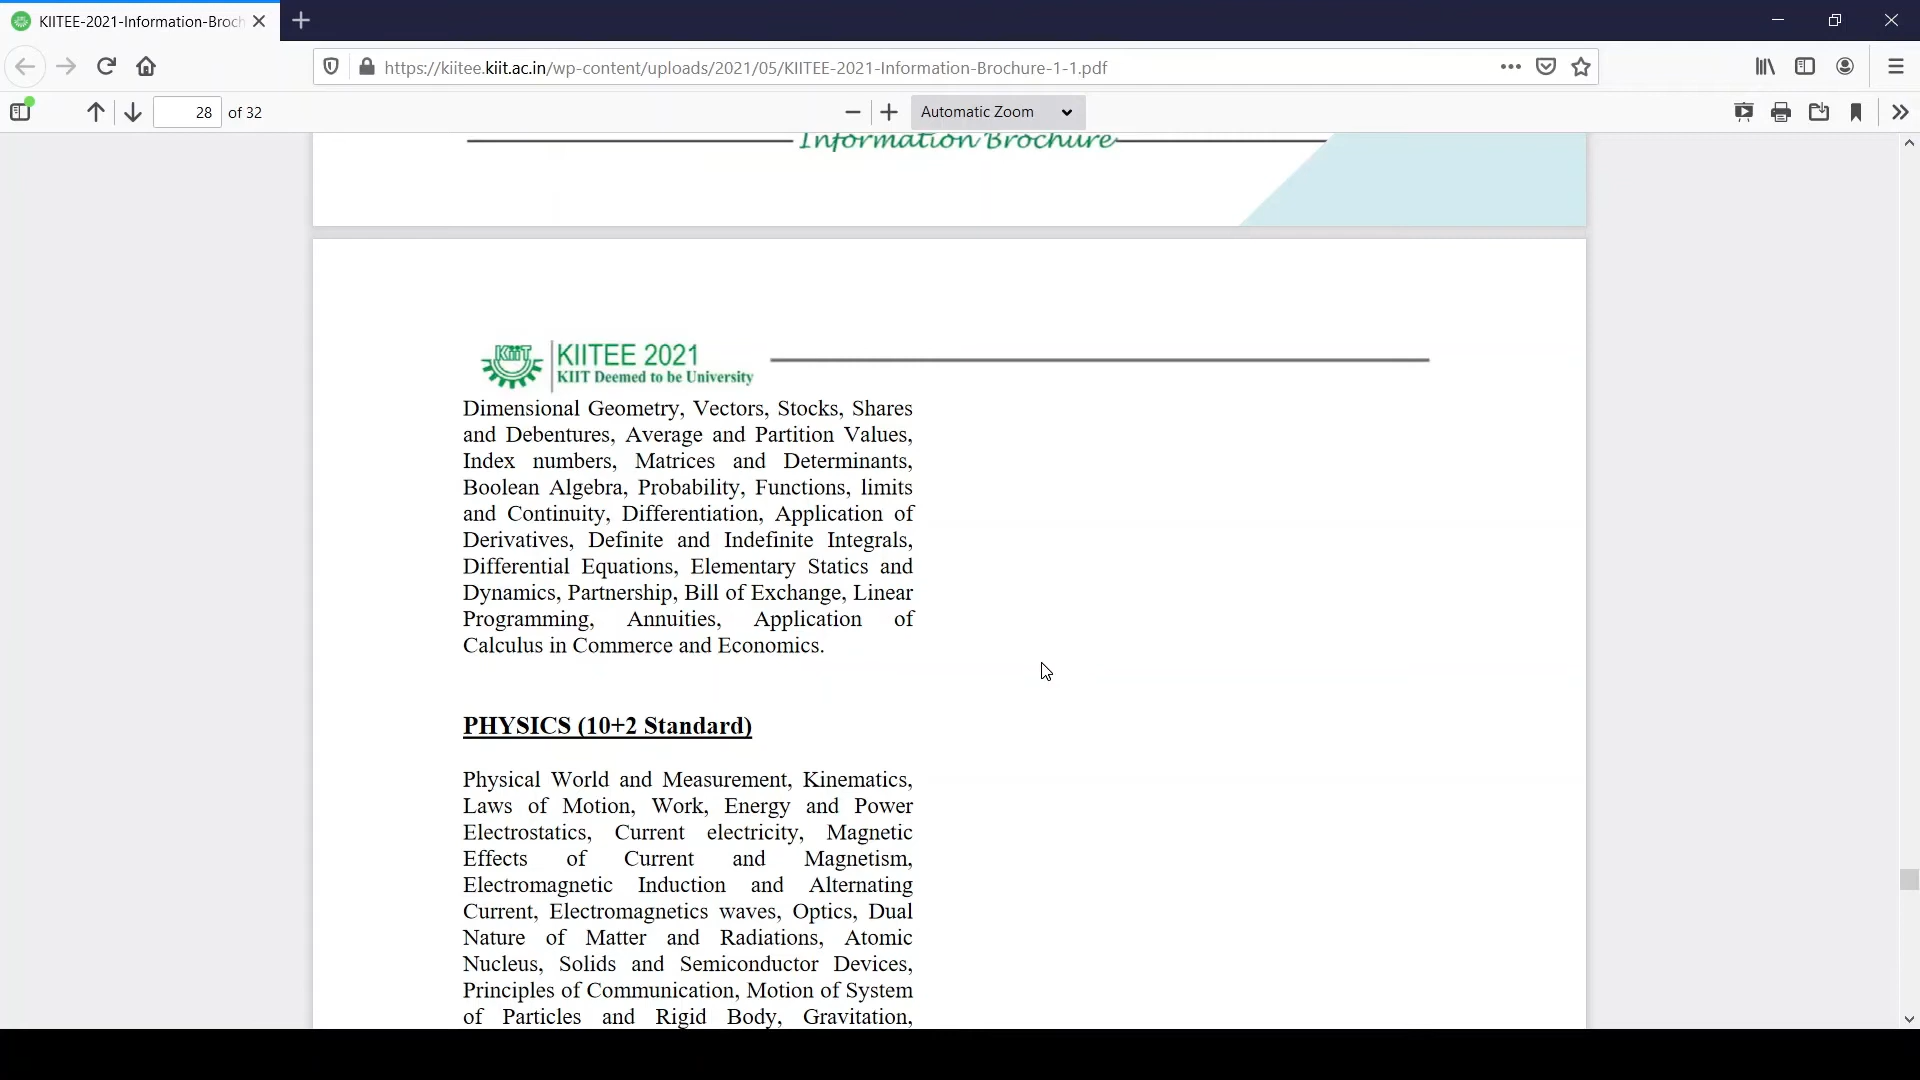 KIITEE-2021-Information-Broch
https://kiitee.kiit.ac.in/wp-content/uploads/2021/05/KIITEE-2021-Information-Brochure-1-1.pdf
28 of 32
Automatic Zoom
Information Brochure
KIIT
KIITEE 2021
KIIT Deemed to be University
Dimensional Geometry, Vectors, Stocks, Shares
and Debentures, Average and Partition Values,
Index numbers, Matrices and Determinants,
Boolean Algebra, Probability, Functions, limits
and Continuity, Differentiation, Application of
Derivatives, Definite and Indefinite Integrals,
Differential Equations, Elementary Statics and
Dynamics, Partnership, Bill of Exchange, Linear
Programming, Annuities, Application of
Calculus in Commerce and Economics.
PHYSICS (10+2 Standard)
Physical World and Measurement, Kinematics,
Laws of Motion, Work, Energy and Power
Electrostatics, Current electricity, Magnetic
Effects of Current and Magnetism,
Electromagnetic Induction and Alternating
Current, Electromagnetics waves, Optics, Dual
Nature of Matter and Radiations, Atomic
Nucleus, Solids and Semiconductor Devices,
Principles of Communication, Motion of System
of Particles and Rigid Body, Gravitation,